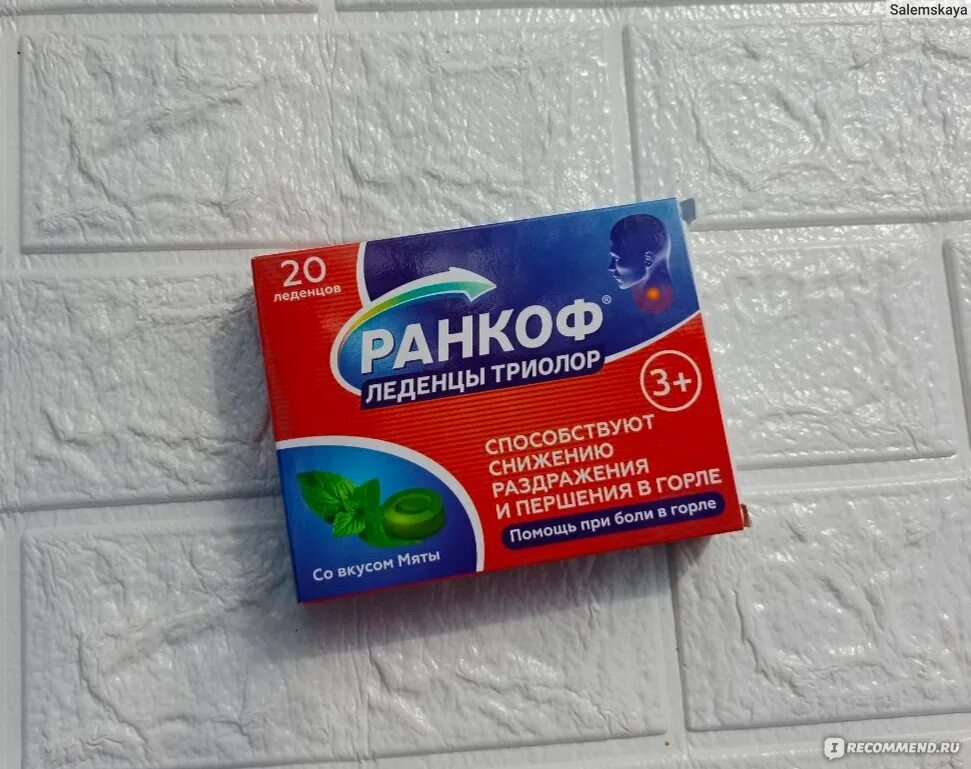 Salemskaya
20
леденцов
РАНКОФ®
ЛЕДЕНЦЫ ТРИОЛОР
3+
СПОСОБСТВУЮТ
СНИЖЕНИЮ
РАЗДРАЖЕНИЯ
И ПЕРШЕНИЯ В ГОРЛЕ
Помощь при боли в горле
Со вкусом Мяты
IRECOMMEND.RU